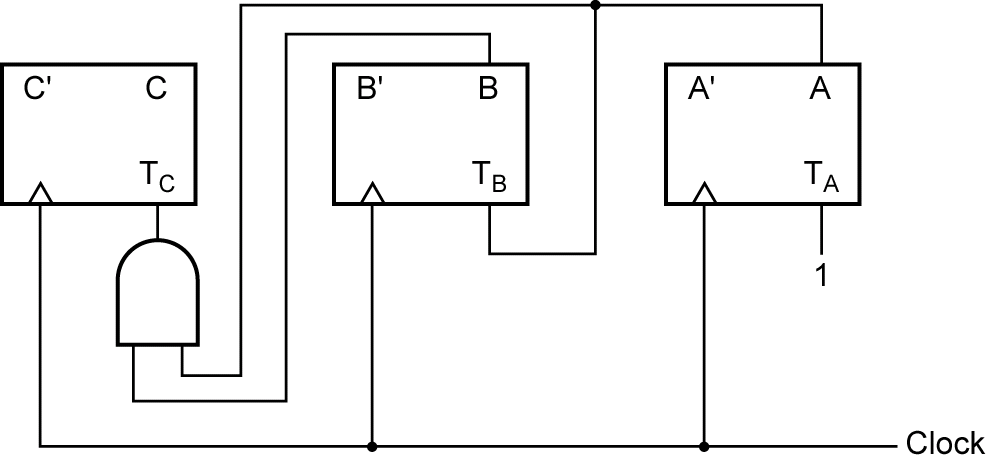 C' C B' B A' A
T_C T_B T_A
1
Clock